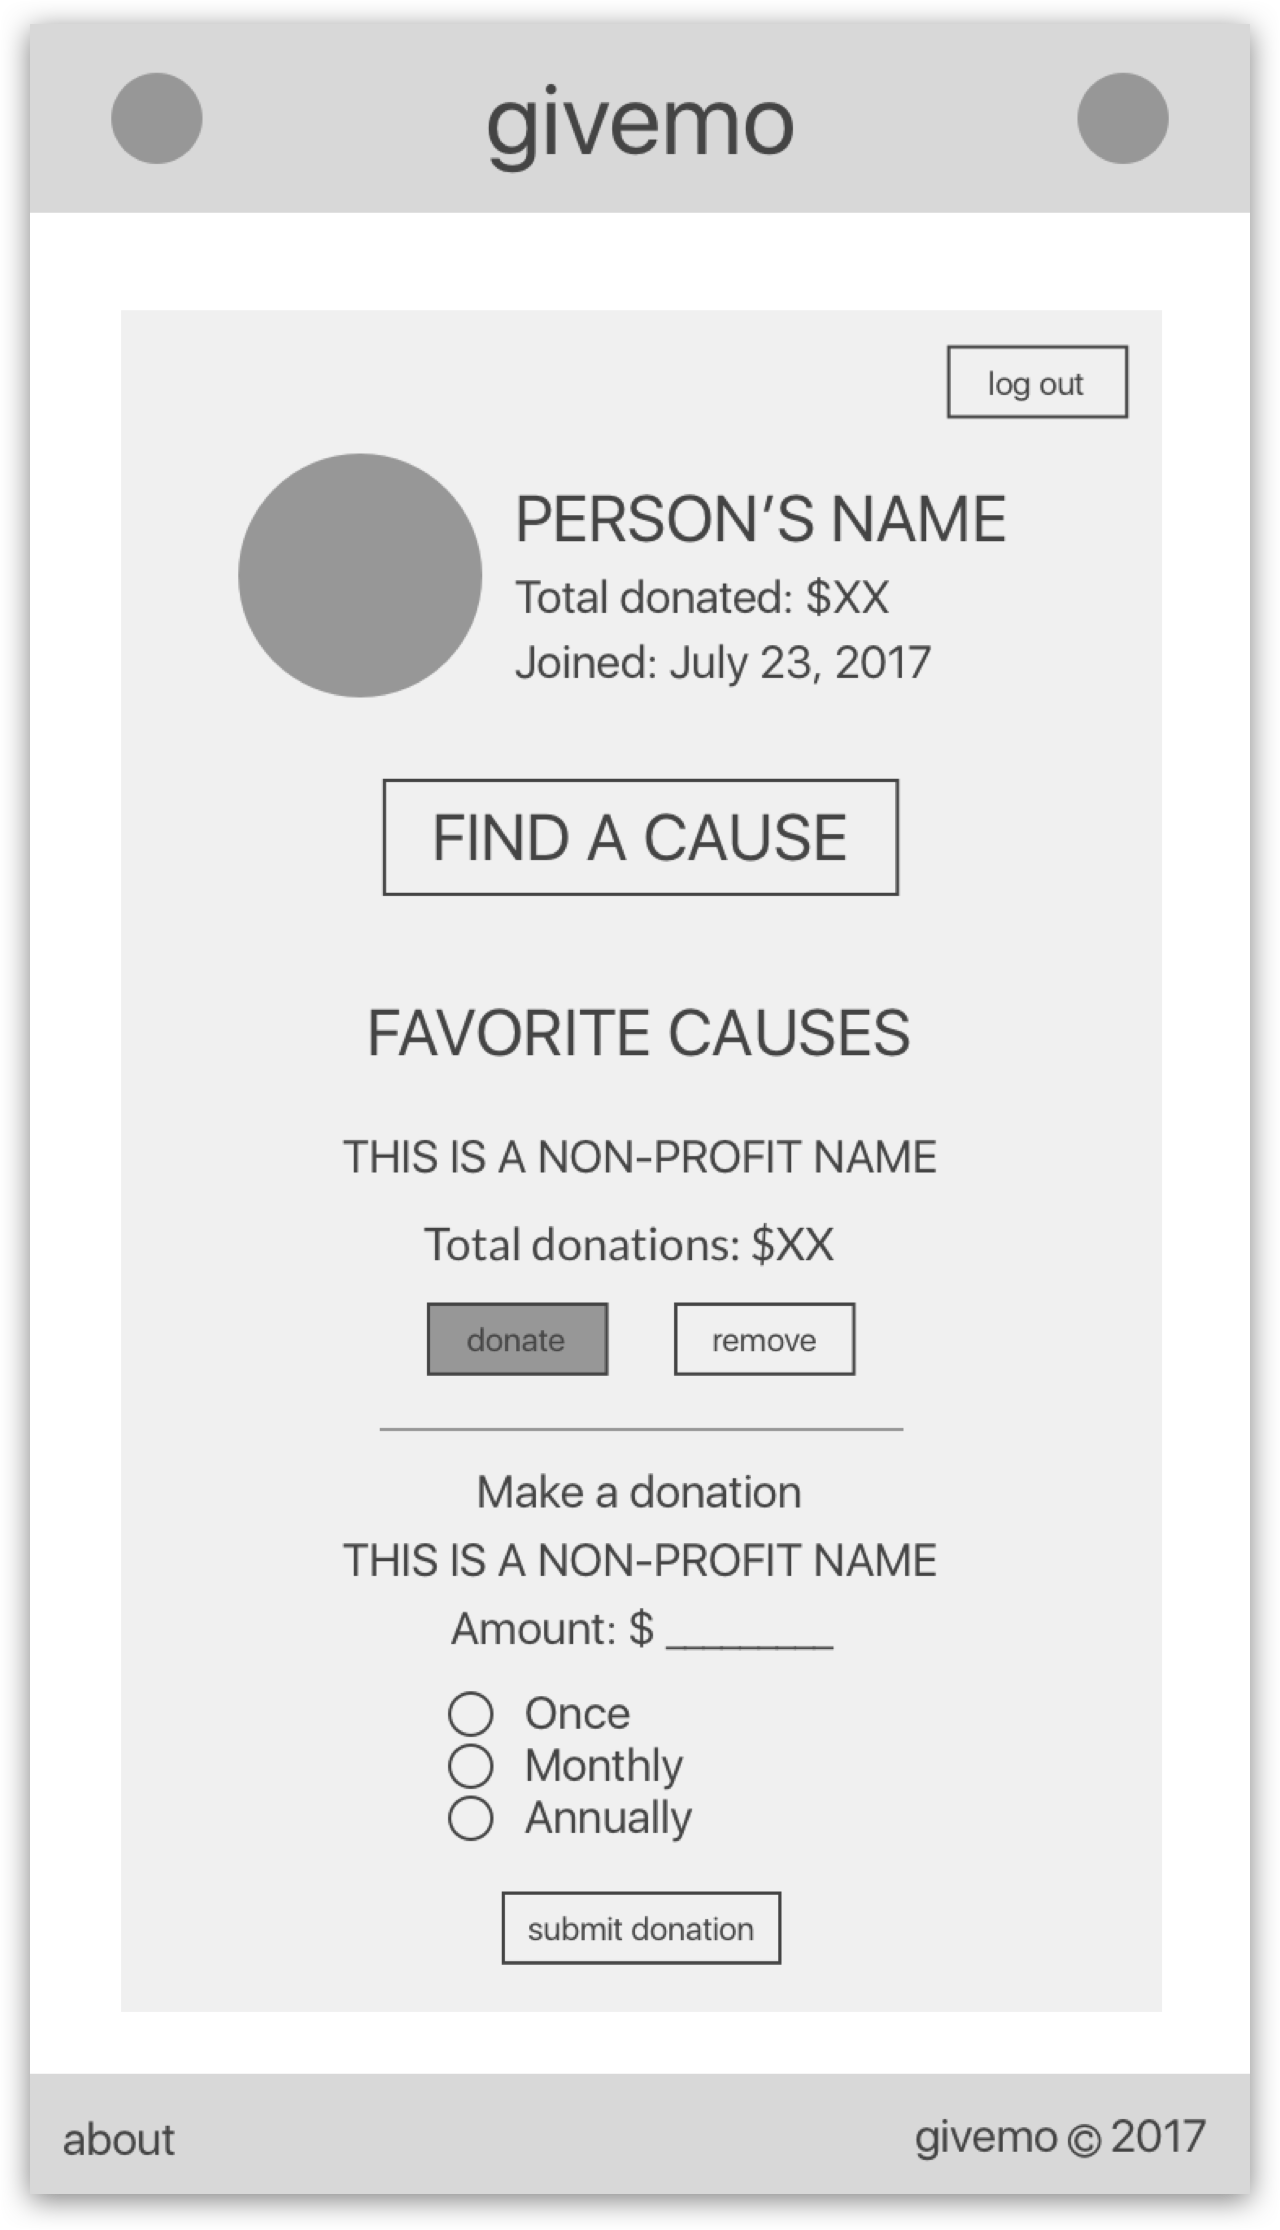 givemo
log out
PERSON’S NAME
Total donated: $XX
Joined: July 23, 2017
FIND A CAUSE
FAVORITE CAUSES
THIS IS A NON-PROFIT NAME
Total donations: $XX
donate remove
Make a donation
THIS IS A NON-PROFIT NAME
Amount: $ _________
Once
Monthly
Annually
submit donation
about givemo © 2017